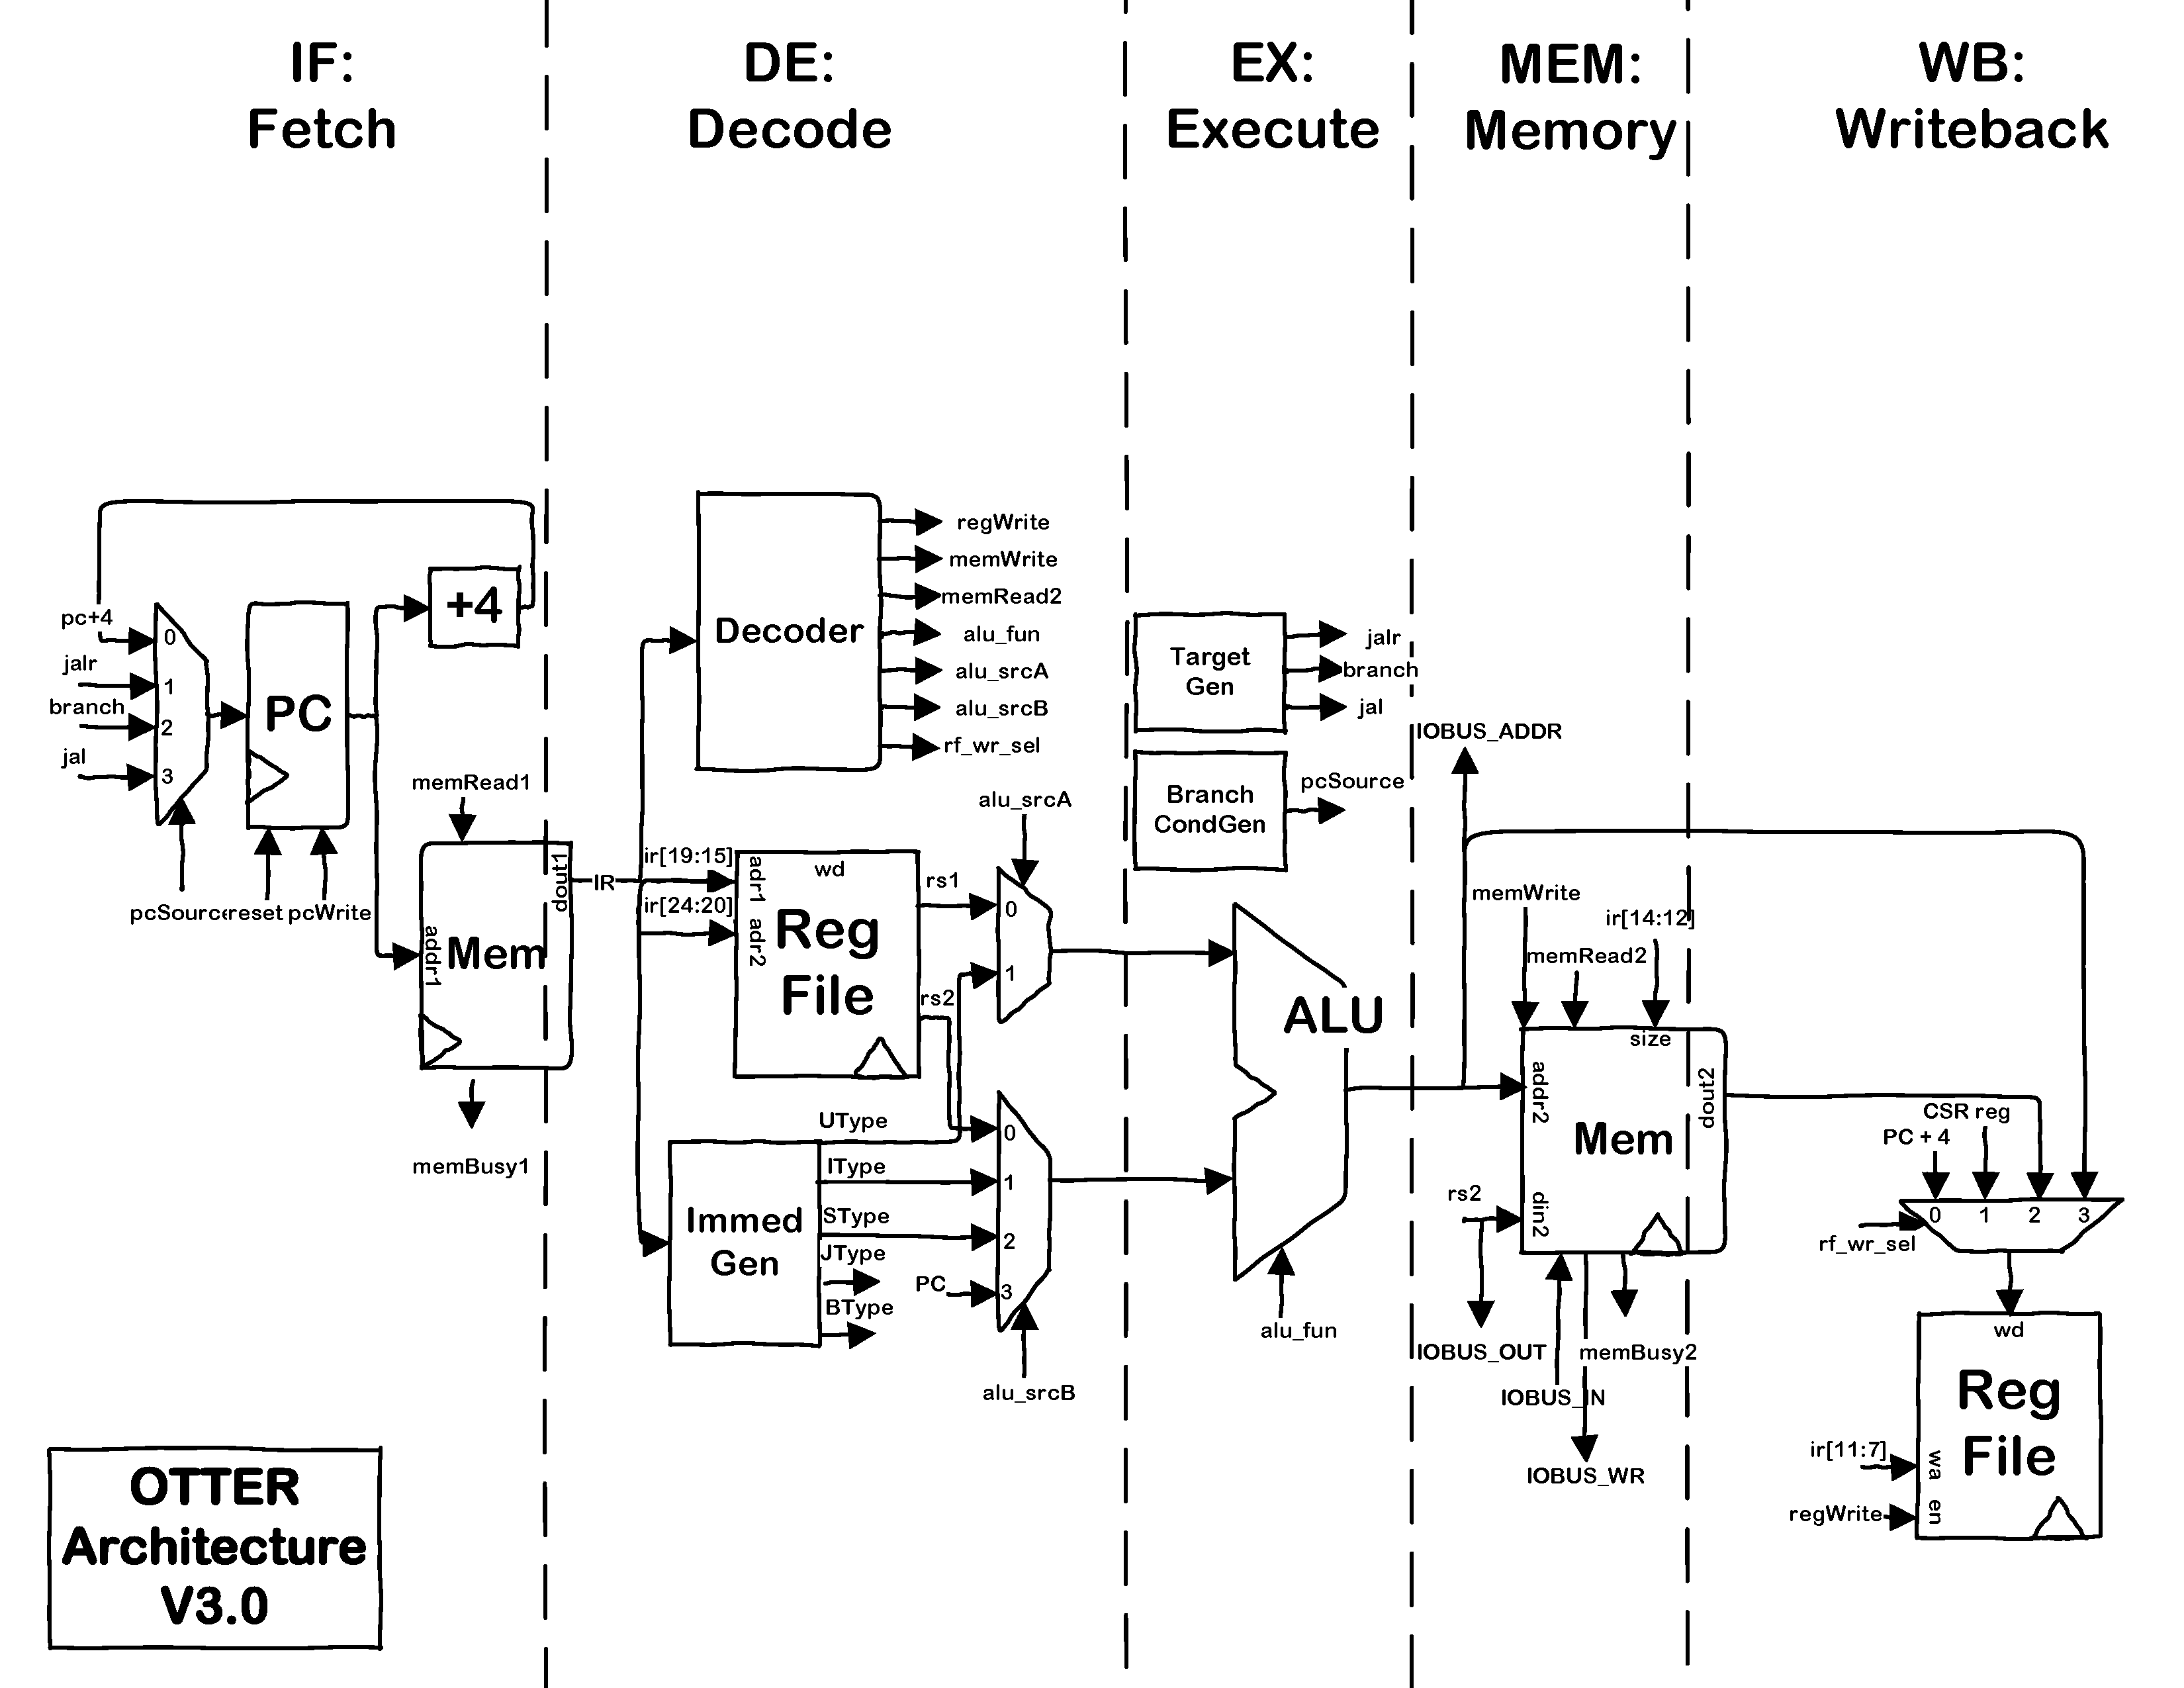 IF:
Fetch
DE:
Decode
EX:
Execute
MEM:
Memory
WB:
Writeback
pc+4
jalr
branch
jal
0
1
2
3
PC
+4
pcSource
reset
pcWrite
memRead1
addr1
Mem
dout1
memBusy1
IR
Decoder
regWrite
memWrite
memRead2
alu_fun
alu_srcA
alu_srcB
rf_wr_sel
ir[19:15]
ir[24:20]
adr1
adr2
wd
Reg
File
rs1
rs2
alu_srcA
0
1
Immed
Gen
UType
IType
SType
JType
BType
PC
0
1
2
3
alu_srcB
Target
Gen
jalr
branch
jal
Branch
CondGen
pcSource
ALU
alu_fun
IOBUS_ADDR
memWrite
ir[14:12]
memRead2
size
addr2
Mem
dout2
rs2
din2
IOBUS_OUT
memBusy2
IOBUS_IN
IOBUS_WR
CSR reg
PC + 4
0
1
2
3
rf_wr_sel
wd
Reg
File
ir[11:7]
wa
regWrite
en
OTTER
Architecture
V3.0